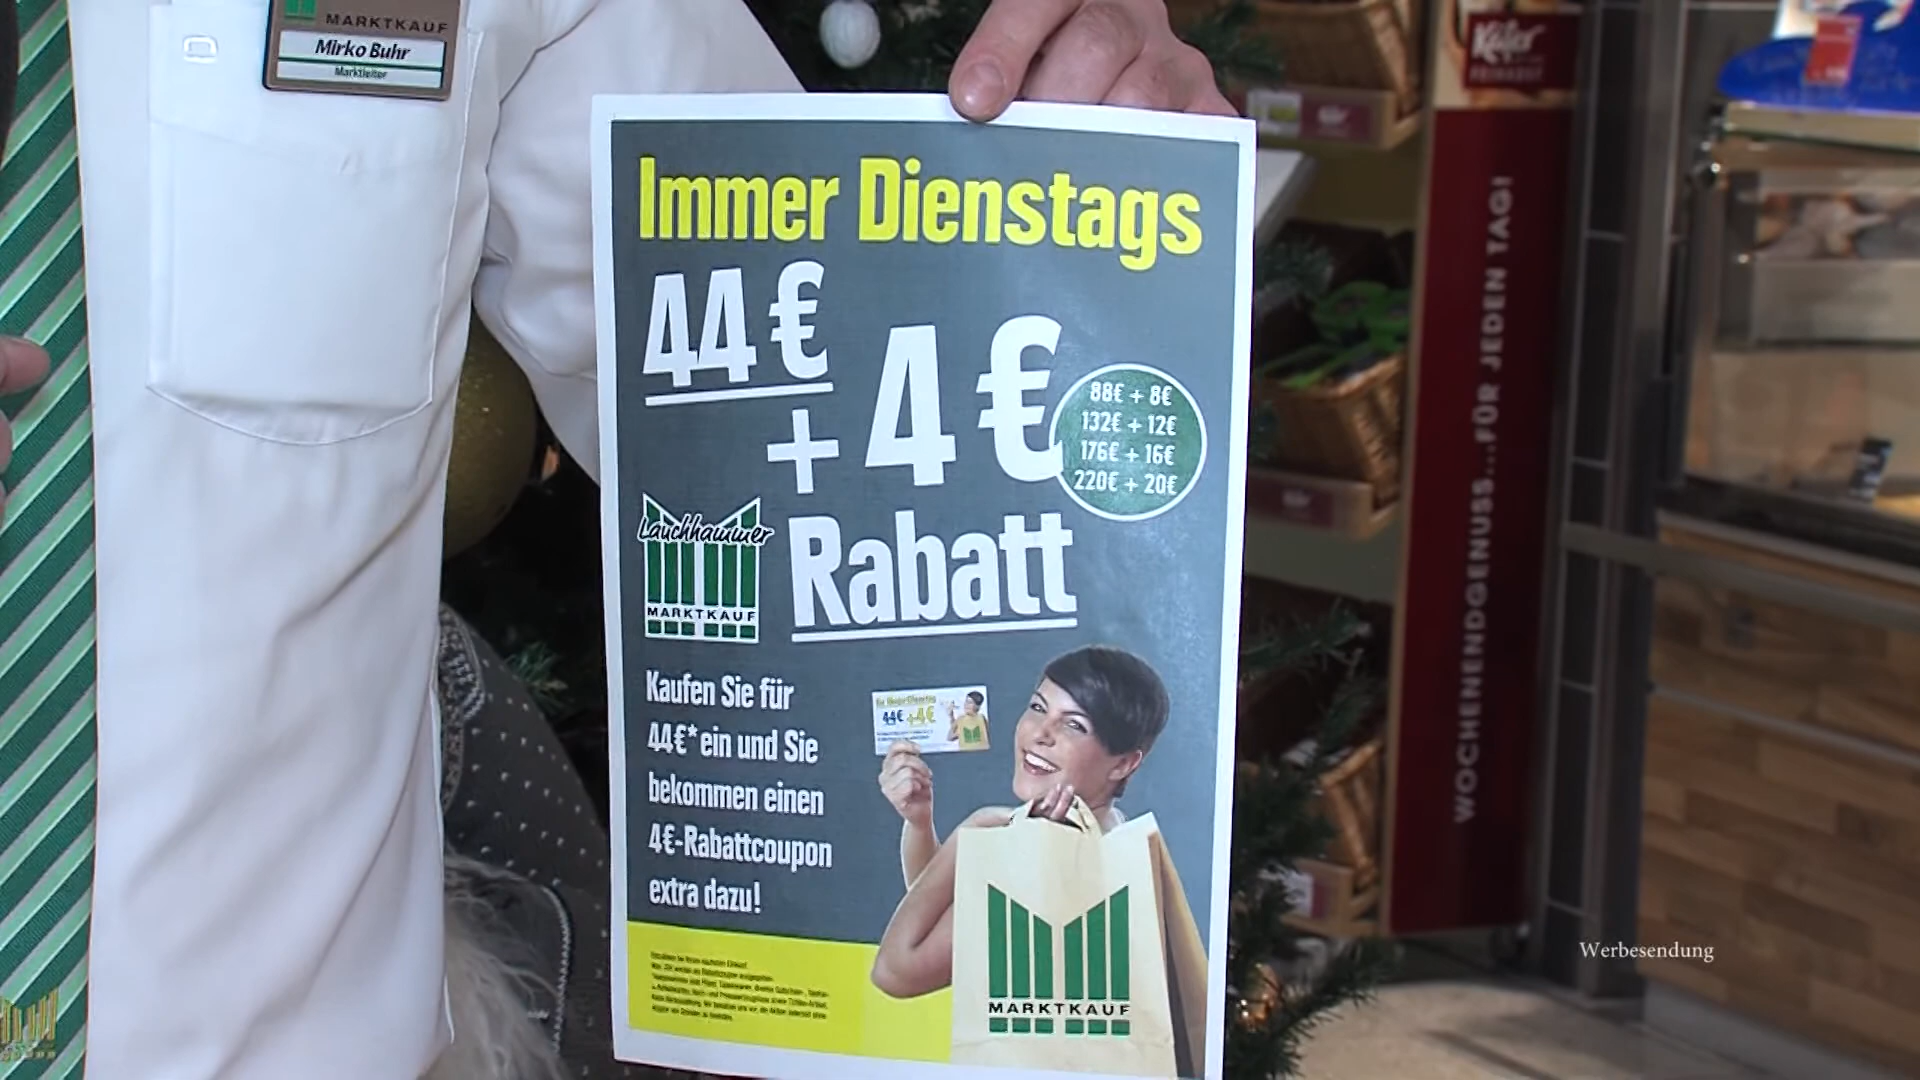 MARKTKAUF
Mirko Buhr
Marktleiter
Immer Dienstags
44€
+ 4€
88€ + 8€
132€ + 12€
176€ + 16€
220€ + 20€
Rabatt
Lauchhammer
MARKTKAUF
Kaufen Sie für
44€* ein und Sie
bekommen einen
4€-Rabattcoupon
extra dazu!
44€ +4€
MARKTKAUF
Käfer
WOCHENENDGENUSS...FÜR JEDEN TAG!
Werbesendung